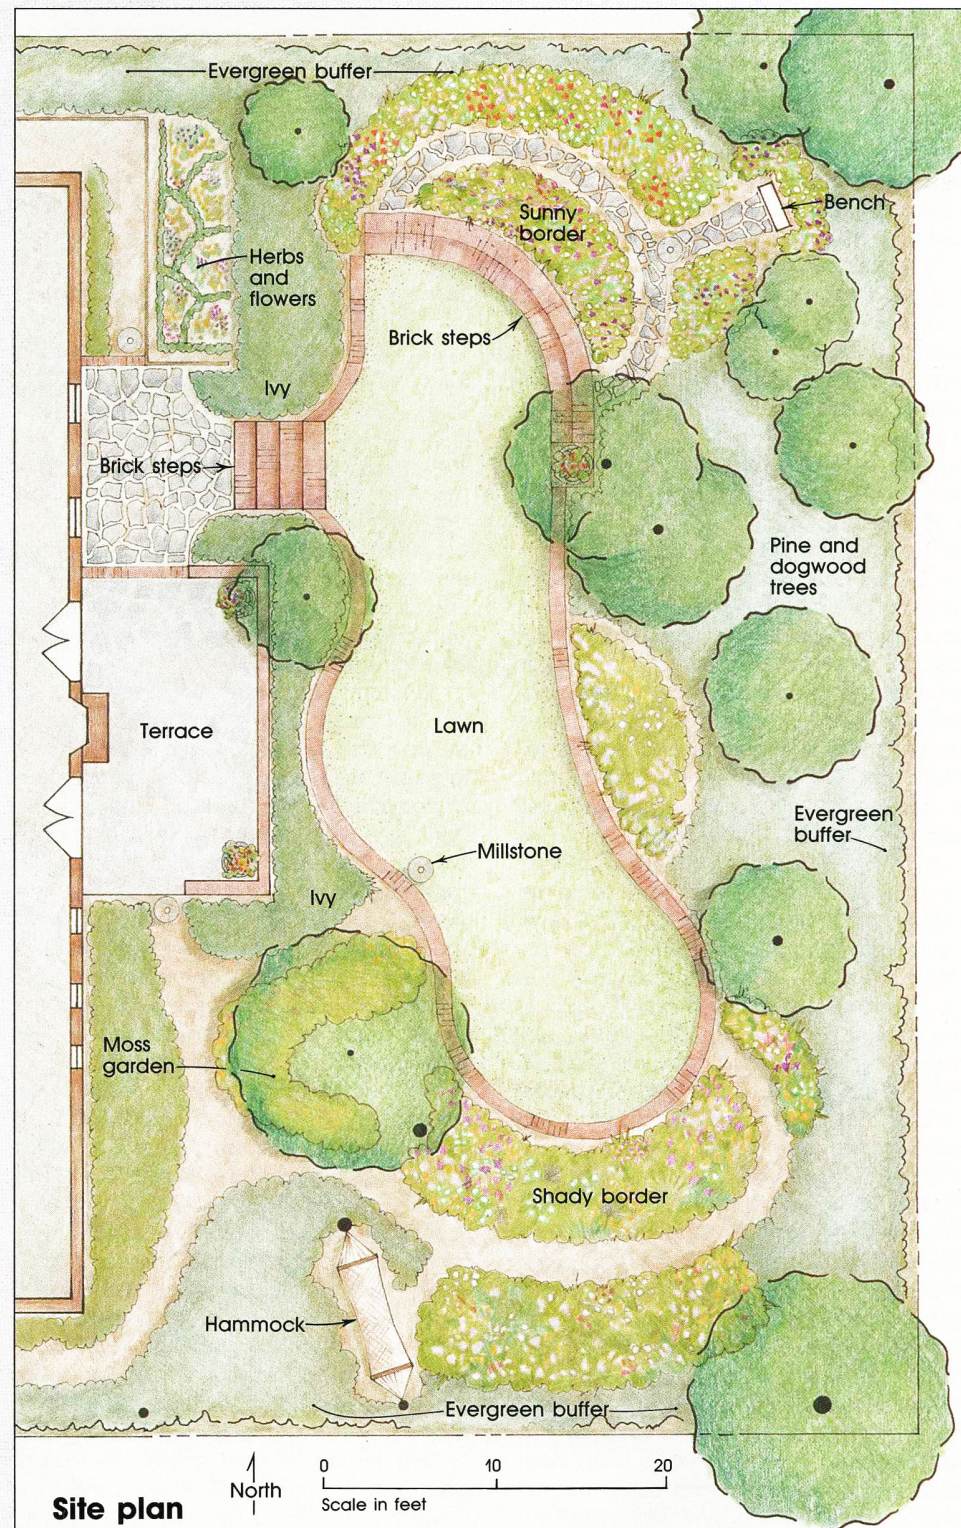 Evergreen buffer
Bench
Sunny
border
Herbs
and
flowers
Brick steps
Ivy
Brick steps
Pine and
dogwood
trees
Terrace
Lawn
Evergreen
buffer
Millstone
Ivy
Moss
garden
Shady border
Hammock
Evergreen buffer
Site plan
North
0 10 20
Scale in feet